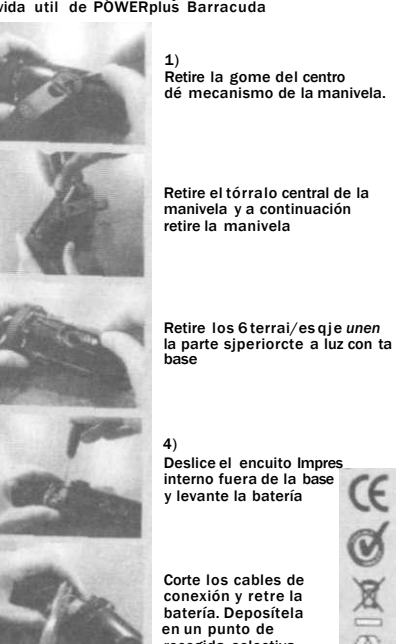 vida util de POWERplus Barracuda
1)
Retire la gome del centro
dé mecanismo de la manivela.
Retire el tórralo central de la
manivela y a continuación
retire la manivela
Retire los 6 terrai/es qje unen
la parte sjperiorcte a luz con ta
base
4)
Deslice el encuito Impres
interno fuera de la base
y levante la batería
Corte los cables de
conexión y retre la
batería. Deposítela
en un punto de
recogida selectiva
CE